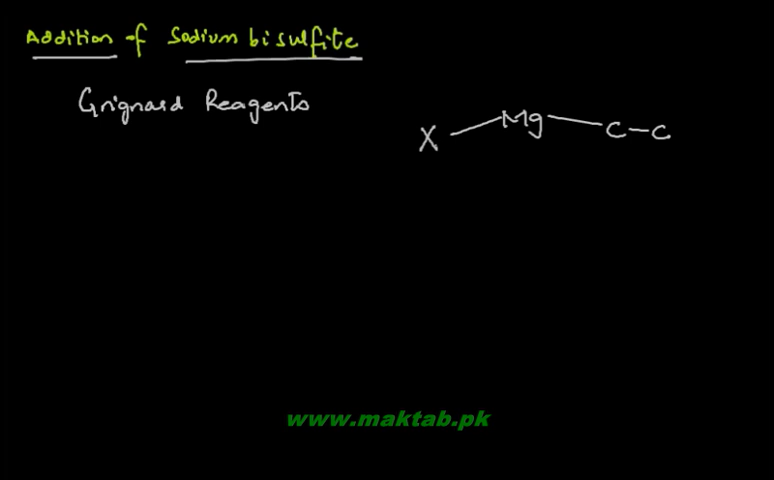 Addition of Sodium bisulfite
Grignard Reagents
X Mg C-C
www.maktab.pk